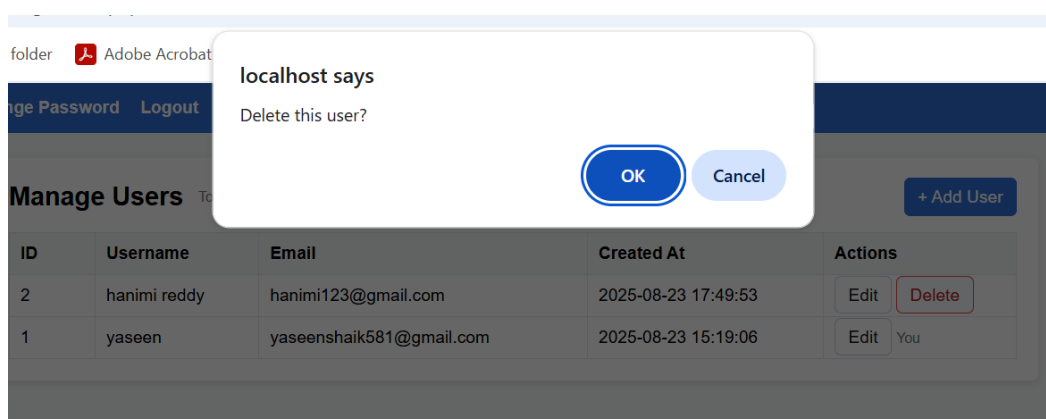 folder Adobe Acrobat
localhost says
Delete this user?
OK Cancel
Password Logout
Manage Users + Add User
ID Username Email Created At Actions
2 hanimi reddy hanimi123@gmail.com 2025-08-23 17:49:53 Edit Delete
1 yaseen yaseenshaik581@gmail.com 2025-08-23 15:19:06 Edit You